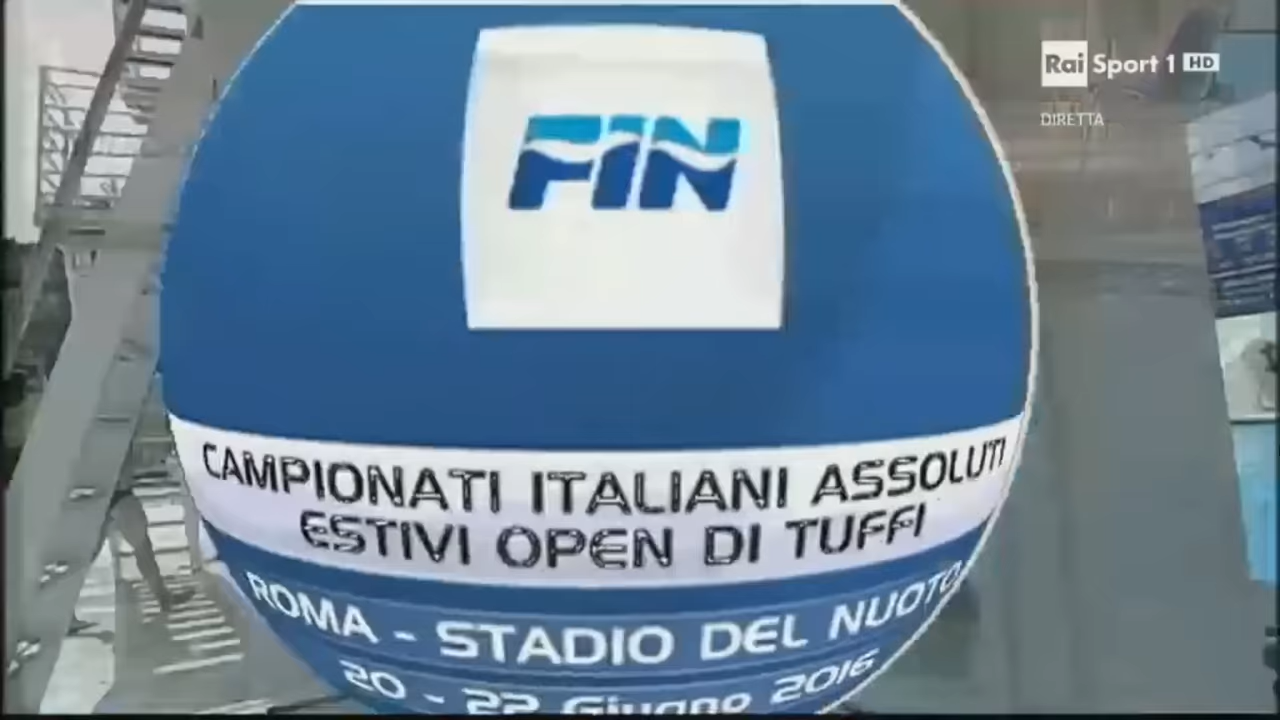 Rai Sport 1 HD
DIRETTA
FIN
CAMPIONATI ITALIANI ASSOLUTI
ESTIVI OPEN DI TUFFI
ROMA - STADIO DEL NUOTO
20 - 22 Giugno 2016